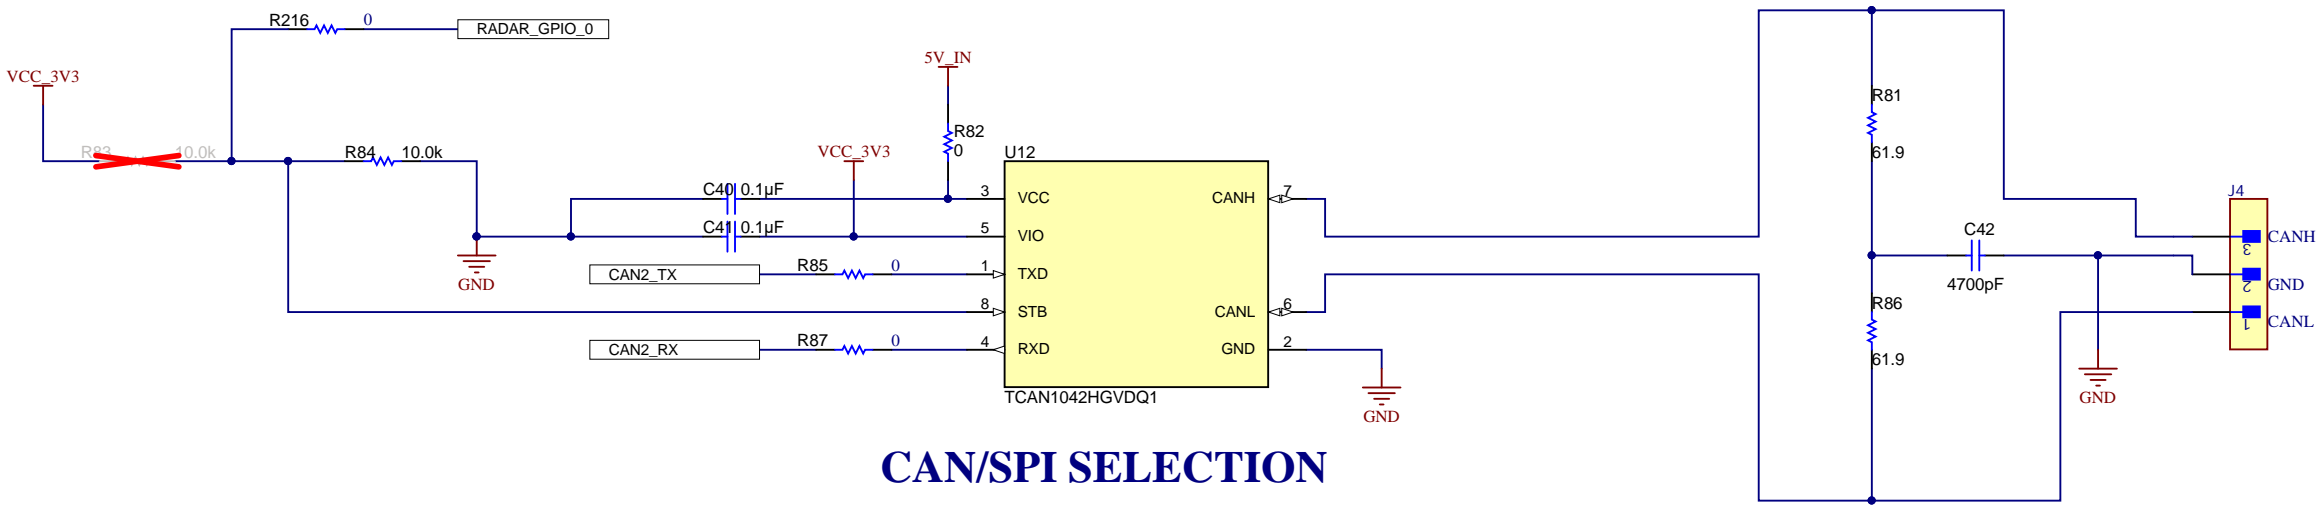 R216 0 RADAR_GPIO_0
VCC_3V3
R83 10.0k
R84 10.0k
GND
5V_IN
R82
0
VCC_3V3
C40 0.1µF
C41 0.1µF
CAN2_TX R85 0
CAN2_RX R87 0
U12
3 VCC CANH 7
5 VIO
1 TXD
8 STB CANL 6
4 RXD GND 2
TCAN1042HGVDQ1
GND
R81
61.9
C42
4700pF
R86
61.9
GND
J4
3 CANH
2 GND
1 CANL
CAN/SPI SELECTION